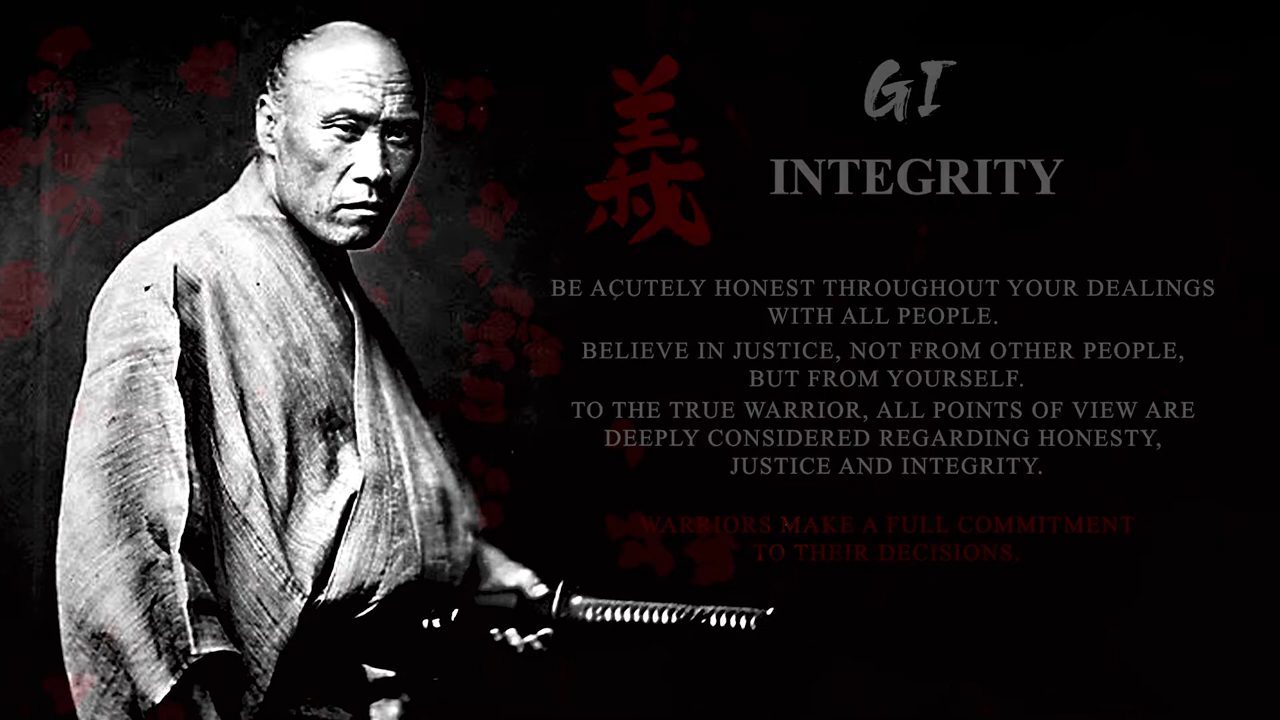 義
GI
INTEGRITY
BE ACUTELY HONEST THROUGHOUT YOUR DEALINGS
WITH ALL PEOPLE.
BELIEVE IN JUSTICE, NOT FROM OTHER PEOPLE,
BUT FROM YOURSELF.
TO THE TRUE WARRIOR, ALL POINTS OF VIEW ARE
DEEPLY CONSIDERED REGARDING HONESTY,
JUSTICE AND INTEGRITY.
WARRIORS MAKE A FULL COMMITMENT
TO THEIR DECISIONS.